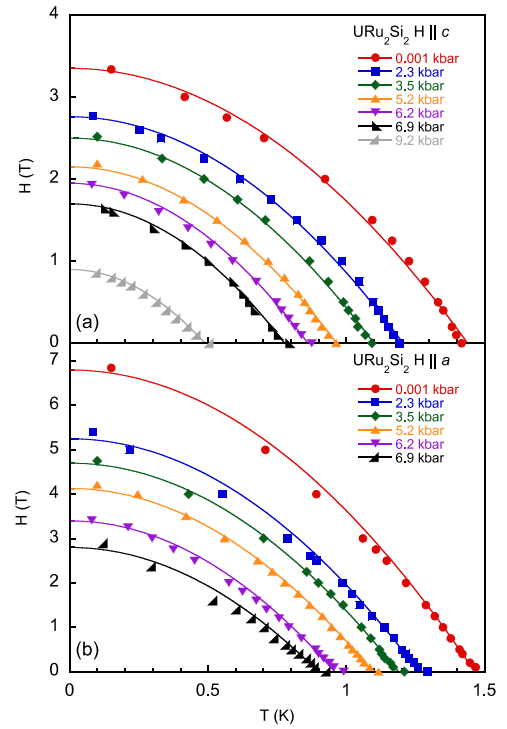 URu2Si2 H || c
0.001 kbar
2.3 kbar
3.5 kbar
5.2 kbar
6.2 kbar
6.9 kbar
9.2 kbar
4
3
2
1
0
H (T)
(a)
URu2Si2 H || a
0.001 kbar
2.3 kbar
3.5 kbar
5.2 kbar
6.2 kbar
6.9 kbar
7
6
5
4
3
2
1
0
H (T)
(b)
0 0.5 1 1.5
T (K)